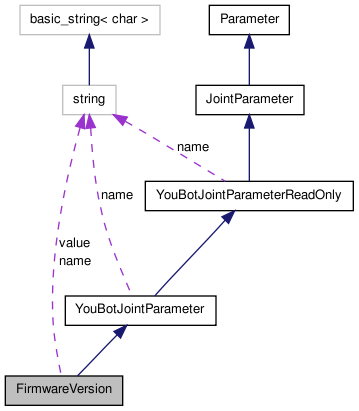 basic_string< char >
Parameter
string
JointParameter
name
YouBotJointParameterReadOnly
name
value
name
YouBotJointParameter
FirmwareVersion